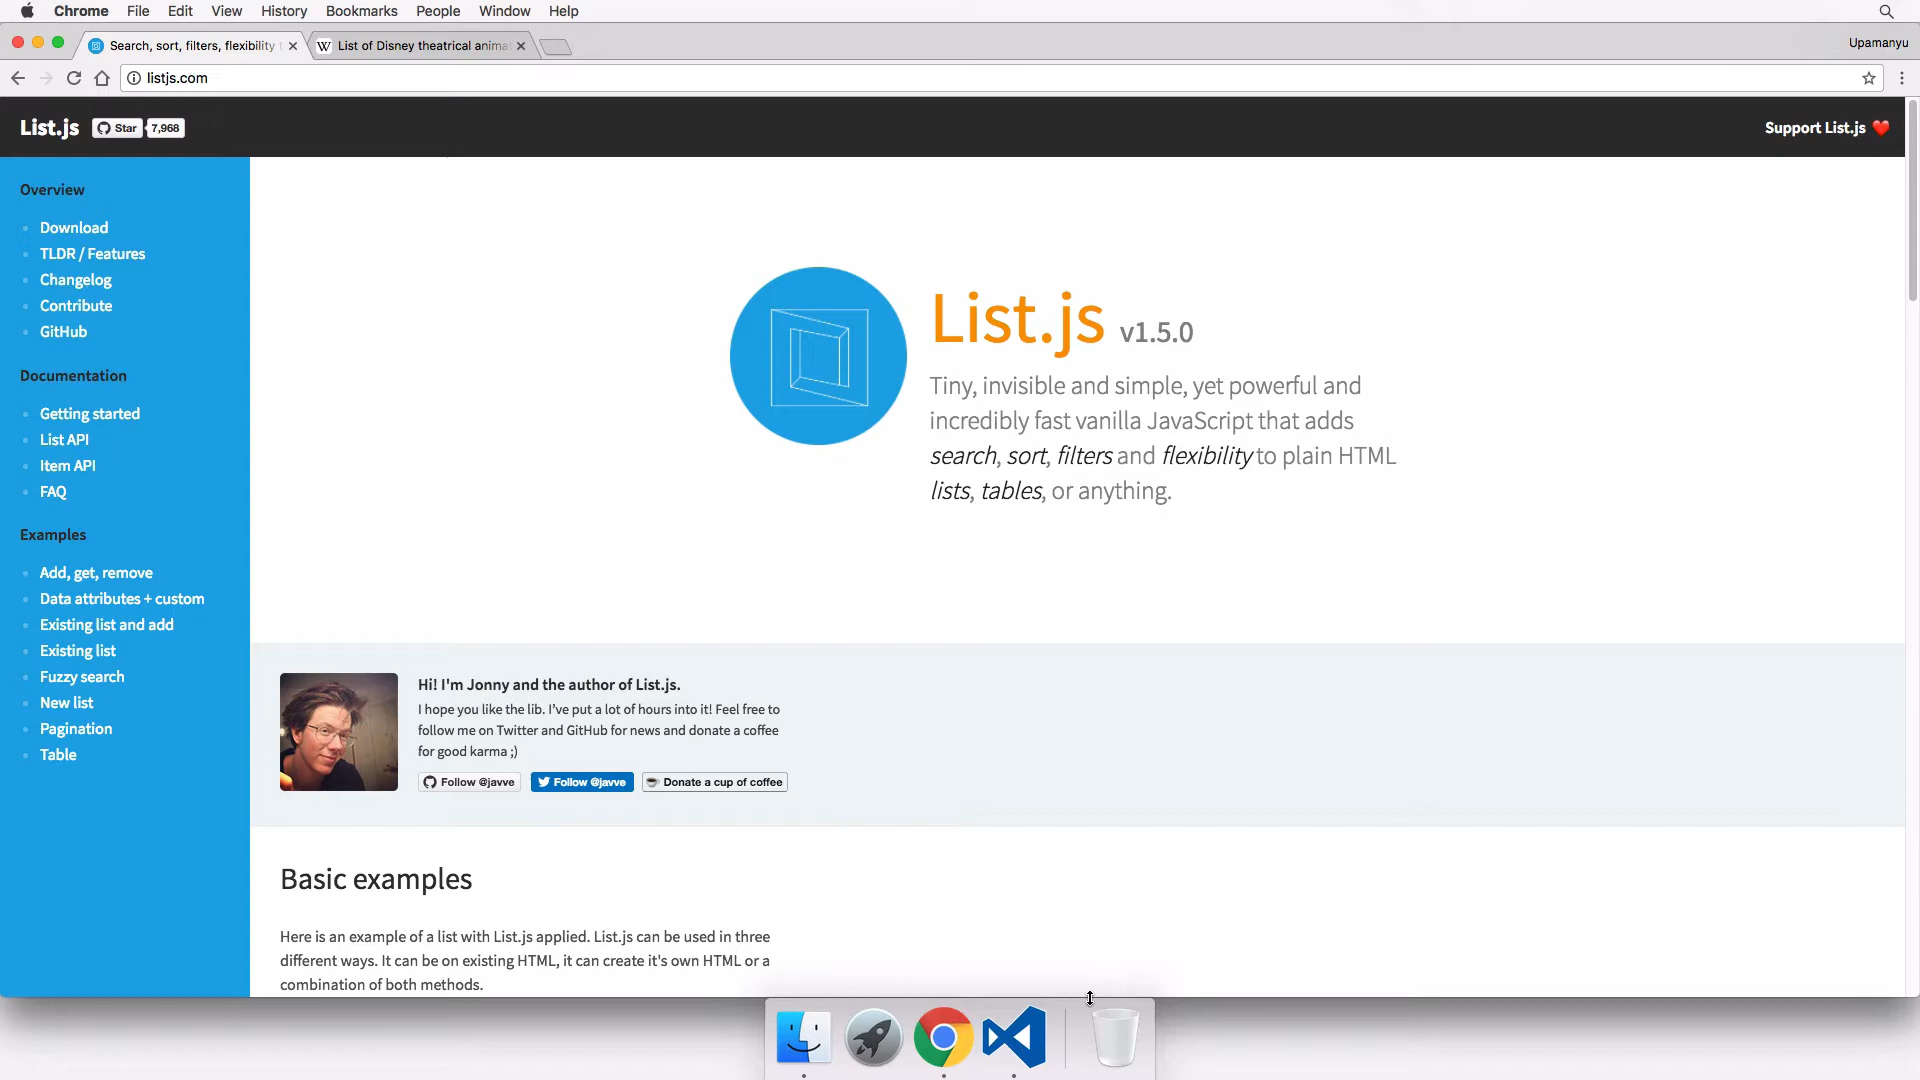 Chrome File Edit View History Bookmarks People Window Help
Search, sort, filters, flexibility
List of Disney theatrical anima
Upamanyu
listjs.com
List.js
Star
7,968
Support List.js
Overview
Download
TLDR / Features
Changelog
Contribute
GitHub
Documentation
Getting started
List API
Item API
FAQ
Examples
Add, get, remove
Data attributes + custom
Existing list and add
Existing list
Fuzzy search
New list
Pagination
Table
List.js v1.5.0
Tiny, invisible and simple, yet powerful and
incredibly fast vanilla JavaScript that adds
search, sort, filters and flexibility to plain HTML
lists, tables, or anything.
Hi! I'm Jonny and the author of List.js.
I hope you like the lib. I've put a lot of hours into it! Feel free to
follow me on Twitter and GitHub for news and donate a coffee
for good karma ;)
Follow @javve
Follow @javve
Donate a cup of coffee
Basic examples
Here is an example of a list with List.js applied. List.js can be used in three
different ways. It can be on existing HTML, it can create it's own HTML or a
combination of both methods.